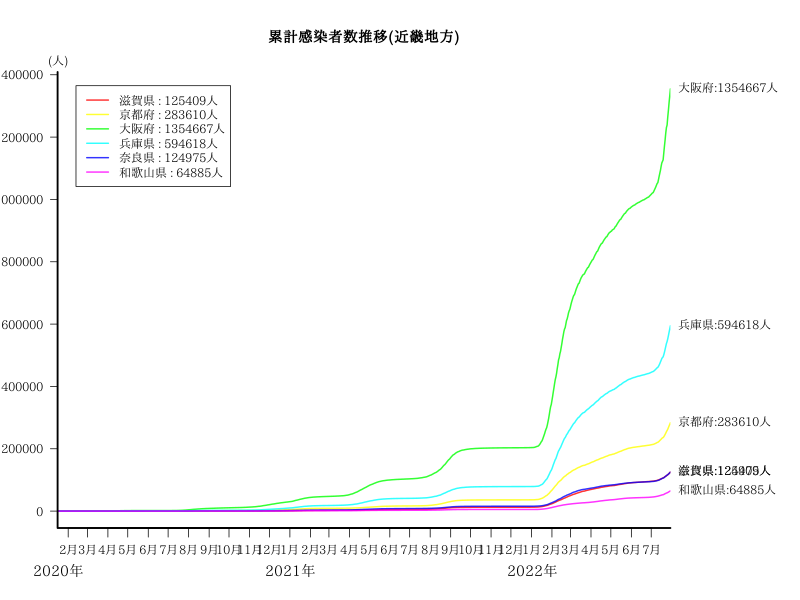 累計感染者数推移(近畿地方)
(人)
400000
200000
000000
800000
600000
400000
200000
0
滋賀県 : 125409人
京都府 : 283610人
大阪府 : 1354667人
兵庫県 : 594618人
奈良県 : 124975人
和歌山県 : 64885人
大阪府:1354667人
兵庫県:594618人
京都府:283610人
和歌山県:64885人
2月3月4月5月6月7月8月9月10月11月12月1月2月3月4月5月6月7月8月9月10月11月12月1月2月3月4月5月6月7月
2020年 2021年 2022年